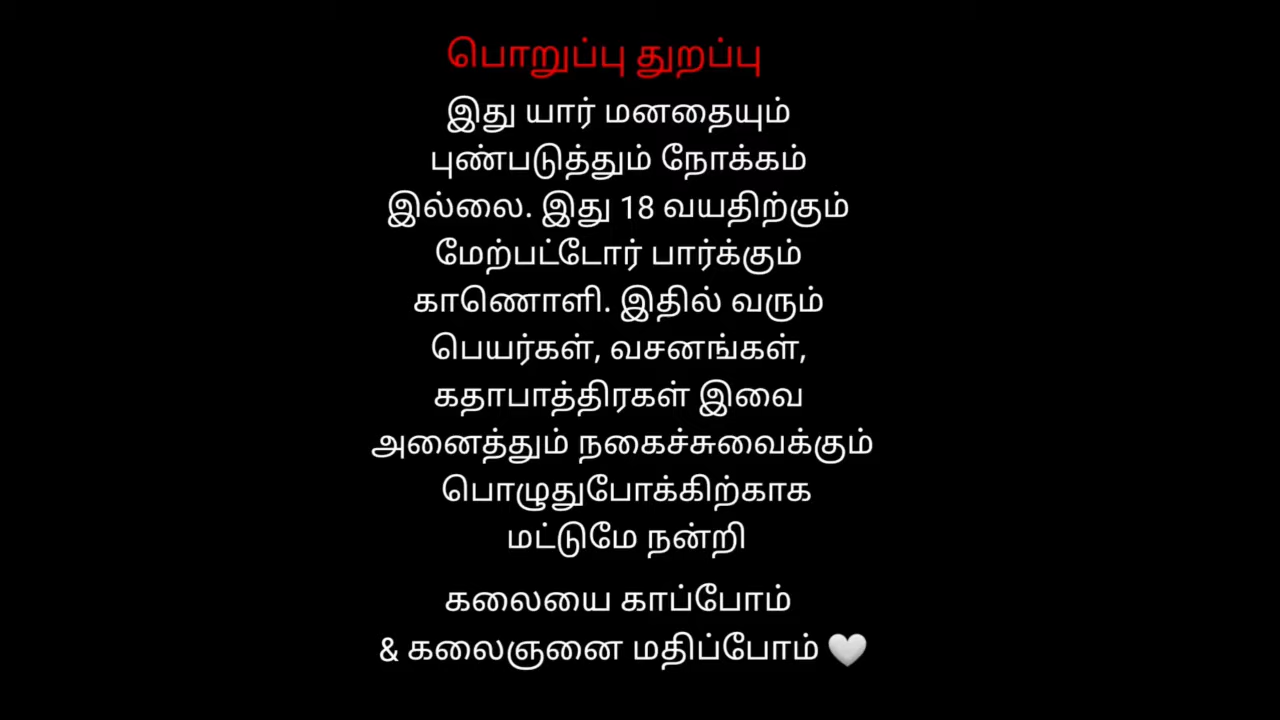 பொறுப்பு துறப்பு
இது யார் மனதையும்
புண்படுத்தும் நோக்கம்
இல்லை. இது 18 வயதிற்கும்
மேற்பட்டோர் பார்க்கும்
காணொளி. இதில் வரும்
பெயர்கள், வசனங்கள்,
கதாபாத்திரகள் இவை
அனைத்தும் நகைச்சுவைக்கும்
பொழுதுபோக்கிற்காக
மட்டுமே நன்றி
கலையை காப்போம்
& கலைஞனை மதிப்போம் 🤍